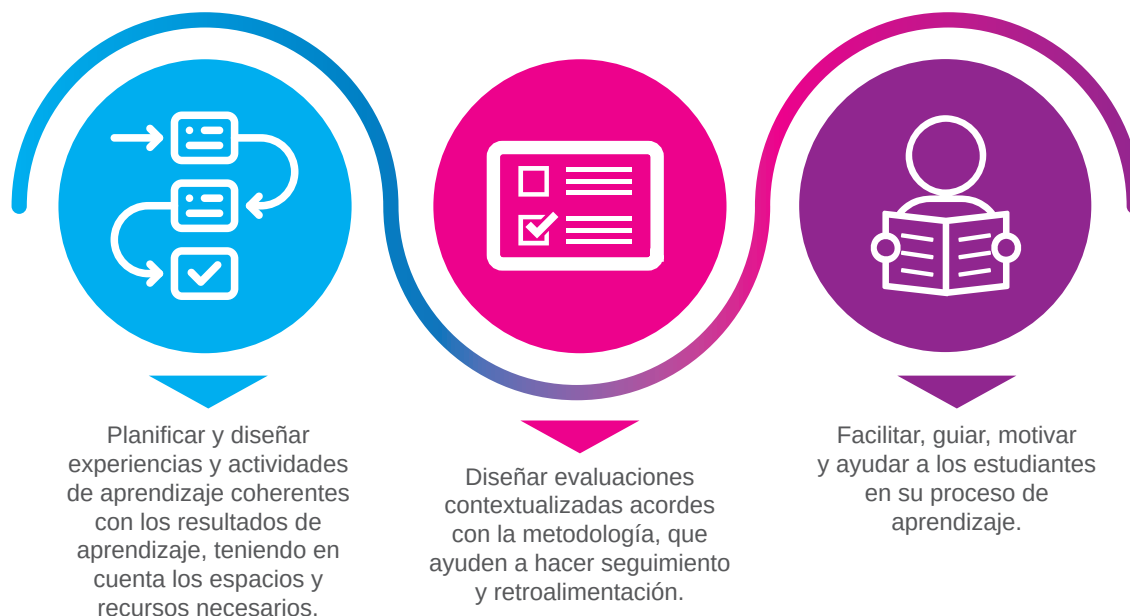 Planificar y diseñar
experiencias y actividades
de aprendizaje coherentes
con los resultados de
aprendizaje, teniendo en
cuenta los espacios y
recursos necesarios.
Diseñar evaluaciones
contextualizadas acordes
con la metodología, que
ayuden a hacer seguimiento
y retroalimentación.
Facilitar, guiar, motivar
y ayudar a los estudiantes
en su proceso de
aprendizaje.